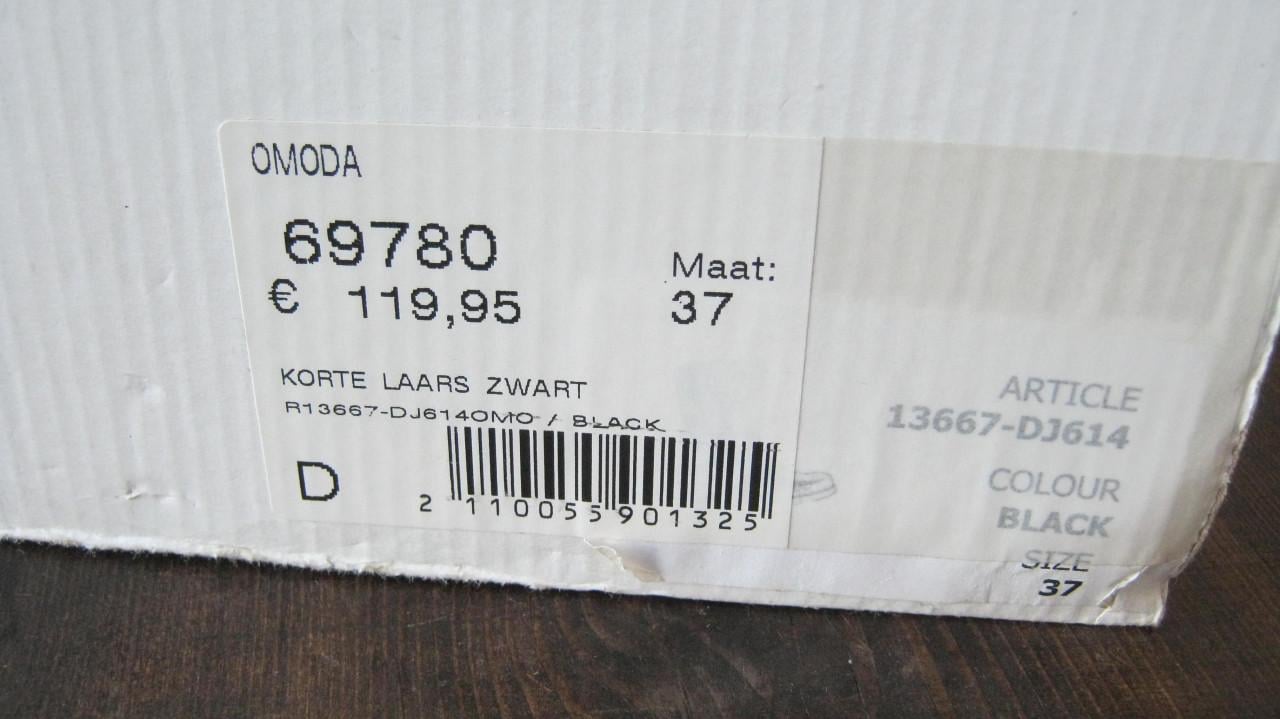 OMODA
69780
€ 119,95
Maat:
37
KORTE LAARS ZWART
R13667-DJ614OMO / BLACK
D
2 110055 901325
ARTICLE
13667-DJ614
COLOUR
BLACK
SIZE
37